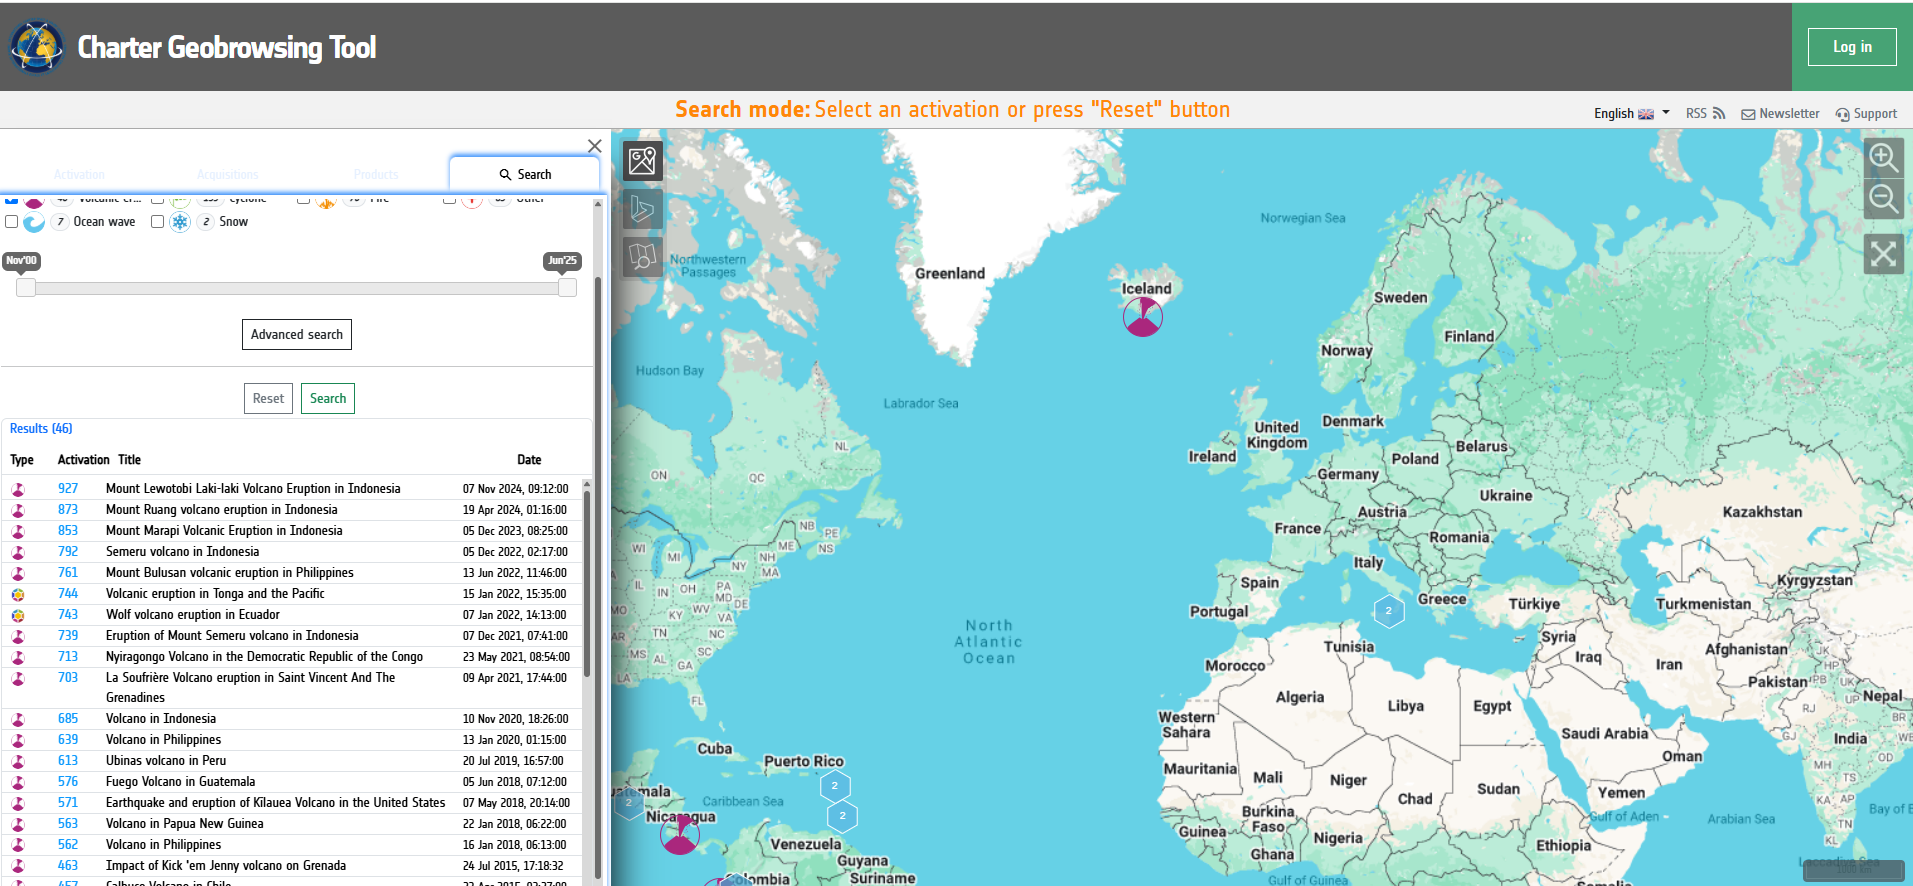 Charter Geobrowsing Tool
Log in
Search mode: Select an activation or press "Reset" button
English
RSS
Newsletter
Support
Activation
Acquisitions
Products
Search
7 Ocean wave
2 Snow
Nov'00
Jun'25
Advanced search
Reset
Search
Results (46)
Type Activation Title Date
927 Mount Lewotobi Laki-laki Volcano Eruption in Indonesia 07 Nov 2024, 09:12:00
873 Mount Ruang volcano eruption in Indonesia 19 Apr 2024, 01:16:00
853 Mount Marapi Volcanic Eruption in Indonesia 05 Dec 2023, 08:25:00
792 Semeru volcano in Indonesia 05 Dec 2022, 02:17:00
761 Mount Bulusan volcanic eruption in Philippines 13 Jun 2022, 11:46:00
744 Volcanic eruption in Tonga and the Pacific 15 Jan 2022, 15:35:00
743 Wolf volcano eruption in Ecuador 07 Jan 2022, 14:13:00
739 Eruption of Mount Semeru volcano in Indonesia 07 Dec 2021, 07:41:00
713 Nyiragongo Volcano in the Democratic Republic of the Congo 23 May 2021, 08:54:00
703 La Soufrière Volcano eruption in Saint Vincent And The 09 Apr 2021, 17:44:00
Grenadines
685 Volcano in Indonesia 10 Nov 2020, 18:26:00
639 Volcano in Philippines 13 Jan 2020, 01:15:00
613 Ubinas volcano in Peru 20 Jul 2019, 16:57:00
576 Fuego Volcano in Guatemala 05 Jun 2018, 07:12:00
571 Earthquake and eruption of Kīlauea Volcano in the United States 07 May 2018, 20:14:00
563 Volcano in Papua New Guinea 22 Jan 2018, 06:22:00
562 Volcano in Philippines 16 Jan 2018, 06:13:00
463 Impact of Kick 'em Jenny volcano on Grenada 24 Jul 2015, 17:18:32
Norwegian Sea
Northwestern
Passages
Greenland
Iceland
Sweden
Finland
Norway
Hudson Bay
Labrador Sea
Denmark
United
Kingdom
Ireland
Belarus
Poland
Germany
NL
ON
QC
Ukraine
Austria
Kazakhstan
France
Romania
NB
PE
NS
ME
WI
MI
NH
NY
MA
Italy
Spain
Kyrgyzstan
IL
IN
OH
PA
MD
DE
MO
KY
WV
VA
Portugal
2
Greece
Türkiye
Turkmenistan
North
Atlantic
Ocean
AR
TN
NC
MS
AL
GA
SC
LA
Tunisia
Syria
Iraq
Iran
Afghanistan
JK
HP
Morocco
Pakistan
PB
UK
Nepal
FL
Algeria
Libya
Egypt
RJ
BR
Western
Sahara
Saudi Arabia
GJ
India
WB
Cuba
Puerto Rico
Oman
OD
MH
TS
Mauritania
Mali
Niger
Chad
Sudan
Yemen
KA
AP
Caribbean Sea
2
2
2
Nicaragua
Burkina
Faso
Guinea
Nigeria
Gulf of Aden
Arabian Sea
TN
KL
Venezuela
Ghana
Ethiopia
Guyana
Suriname
Gulf of Guinea
Laccadive Sea